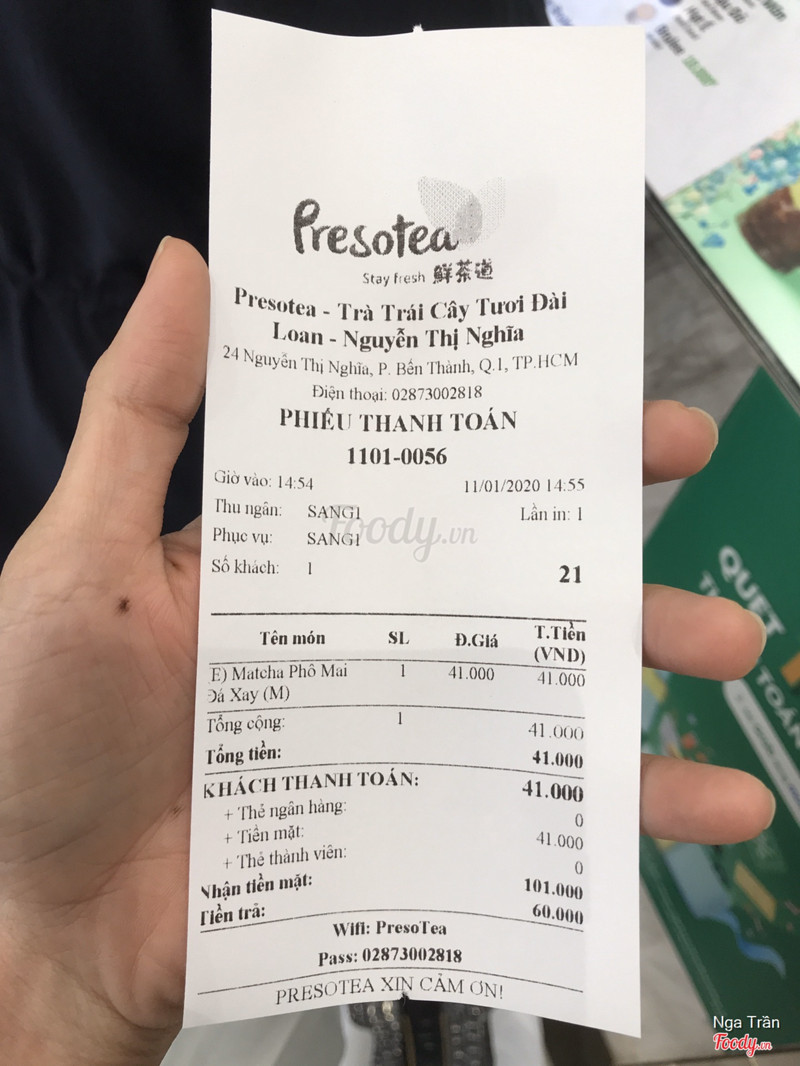 Presotea
Stay fresh 鮮茶道
Presotea - Trà Trái Cây Tươi Đài
Loan - Nguyễn Thị Nghĩa
24 Nguyễn Thị Nghĩa, P. Bến Thành, Q.1, TP.HCM
Điện thoại: 02873002818
PHIẾU THANH TOÁN
1101-0056
Giờ vào: 14:54 11/01/2020 14:55
Thu ngân: SANG1 Lần in: 1
Phục vụ: SANG1
Foody.vn
Số khách: 1 21
Tên món SL Đ.Giá T.Tiền
(VND)
E) Matcha Phô Mai 1 41.000 41.000
Đá Xay (M)
Tổng cộng: 1 41.000
Tổng tiền: 41.000
KHÁCH THANH TOÁN: 41.000
+ Thẻ ngân hàng: 0
+ Tiền mặt: 41.000
+ Thẻ thành viên: 0
Nhận tiền mặt: 101.000
Tiền trả: 60.000
Wifi: PresoTea
Pass: 02873002818
PRESOTEA XIN CẢM ƠN!
QUÉT
TOÁN
Nga Trần
Foody.vn